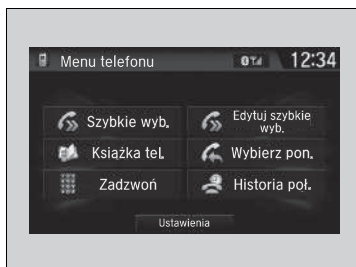 Menu telefonu
12:34
Szybkie wyb.
Edytuj szybkie
wyb.
Książka tel.
Wybierz pon.
Zadzwoń
Historia poł.
Ustawienia